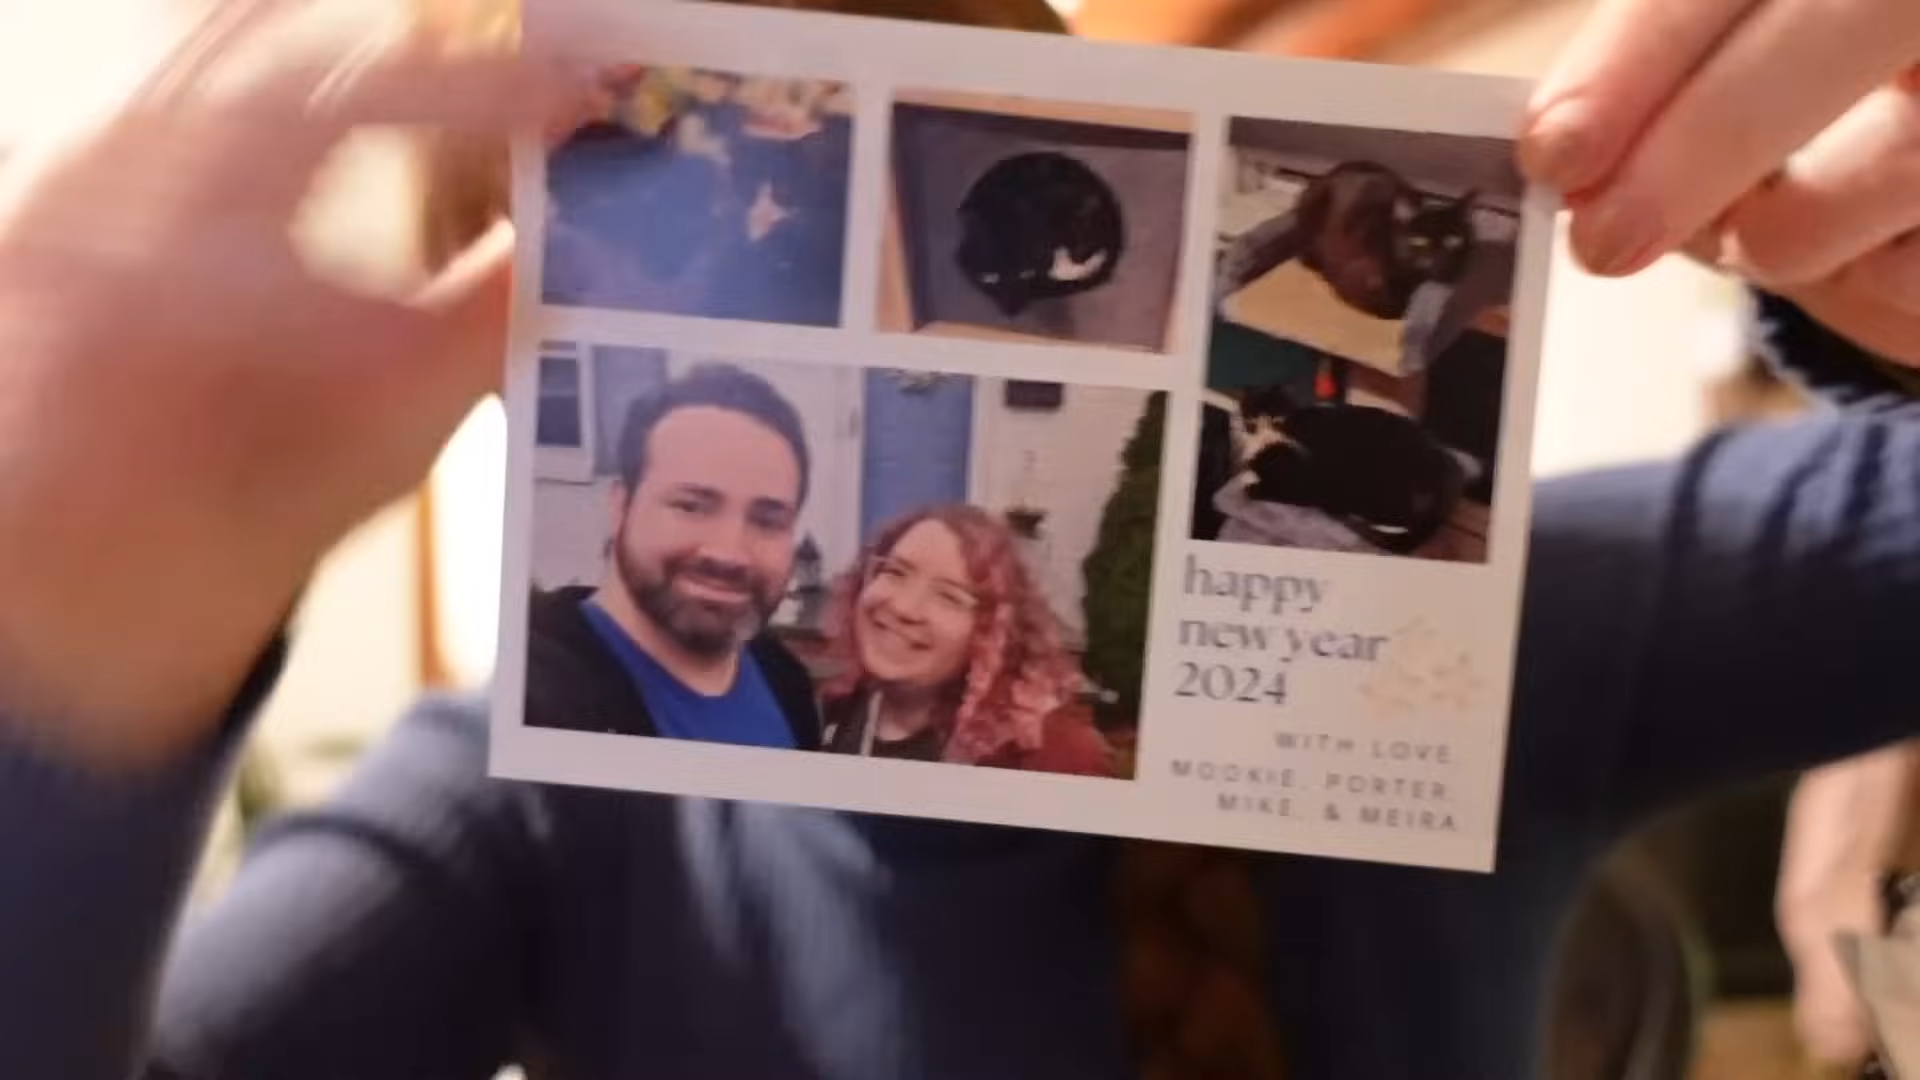 happy
new year
2024
WITH LOVE,
MOOKIE, PORTER,
MIKE, & MEIRA